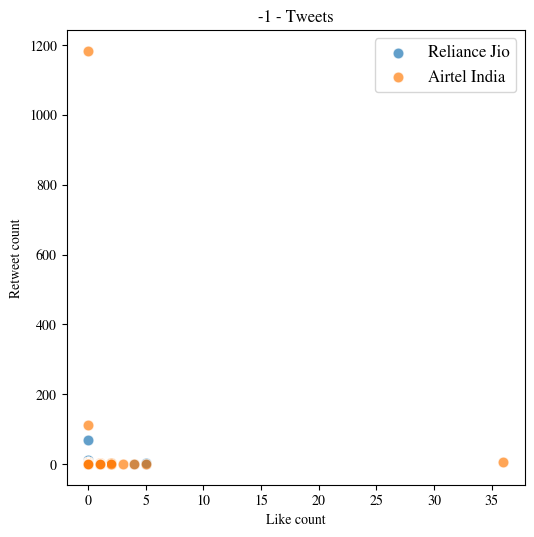 -1 - Tweets
Reliance Jio
Airtel India
1200
1000
800
600
400
200
0
Retweet count
0 5 10 15 20 25 30 35
Like count